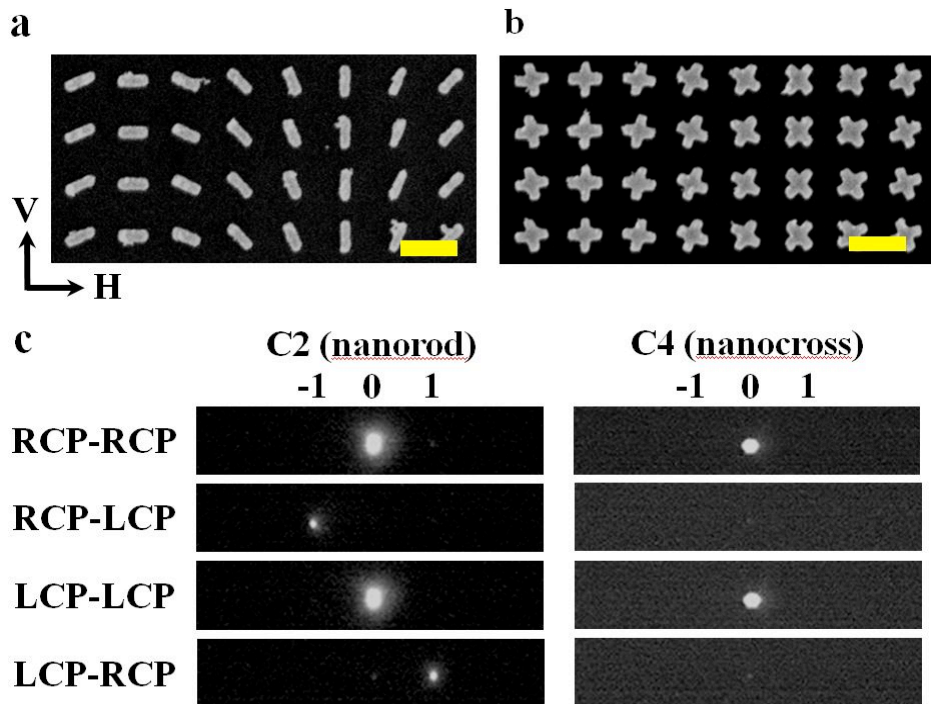 a
b
V
H
c
C2 (nanorod)
C4 (nanocross)
-1 0 1
-1 0 1
RCP-RCP
RCP-LCP
LCP-LCP
LCP-RCP